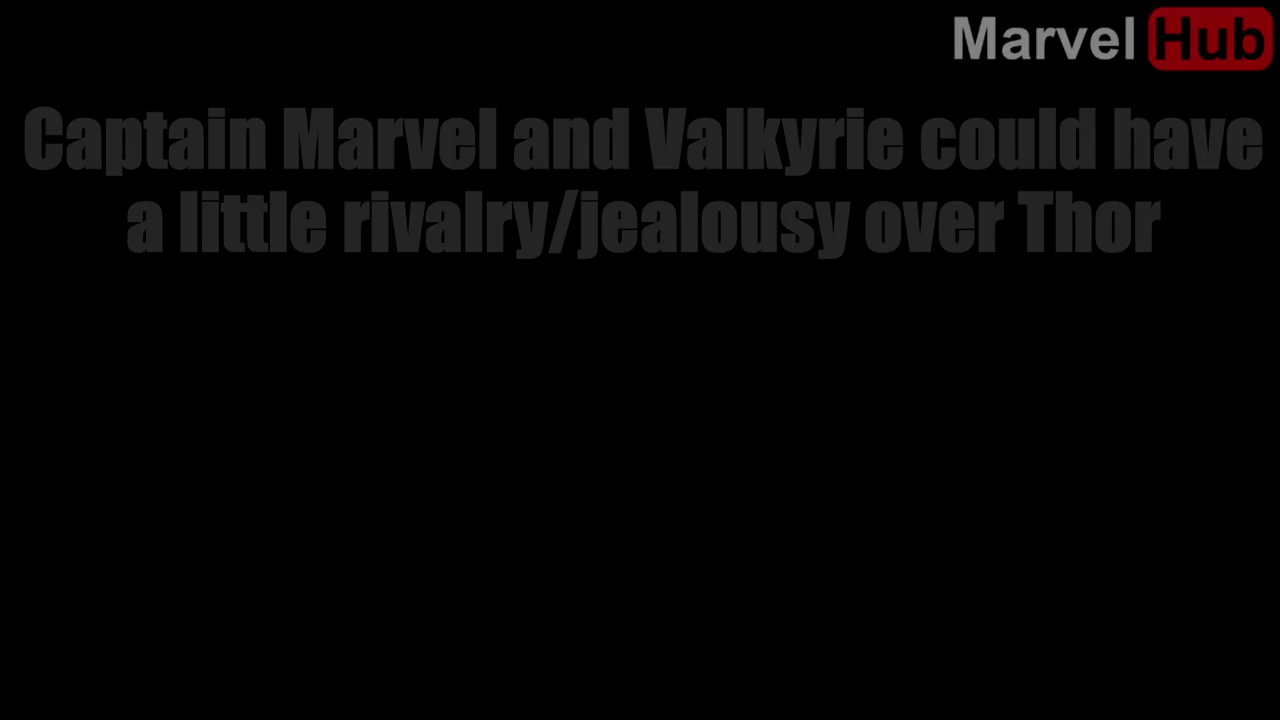 Marvel Hub
Captain Marvel and Valkyrie could have
a little rivalry/jealousy over Thor